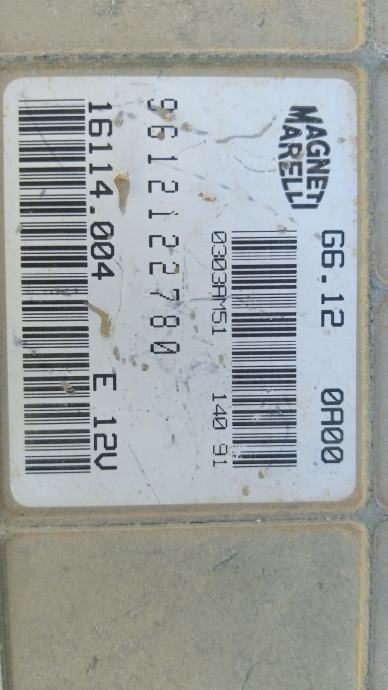 MAGNETI
MARELLI
G6.12 0A00
0303AM51 140 91
9612122780
16114.004 E 12V